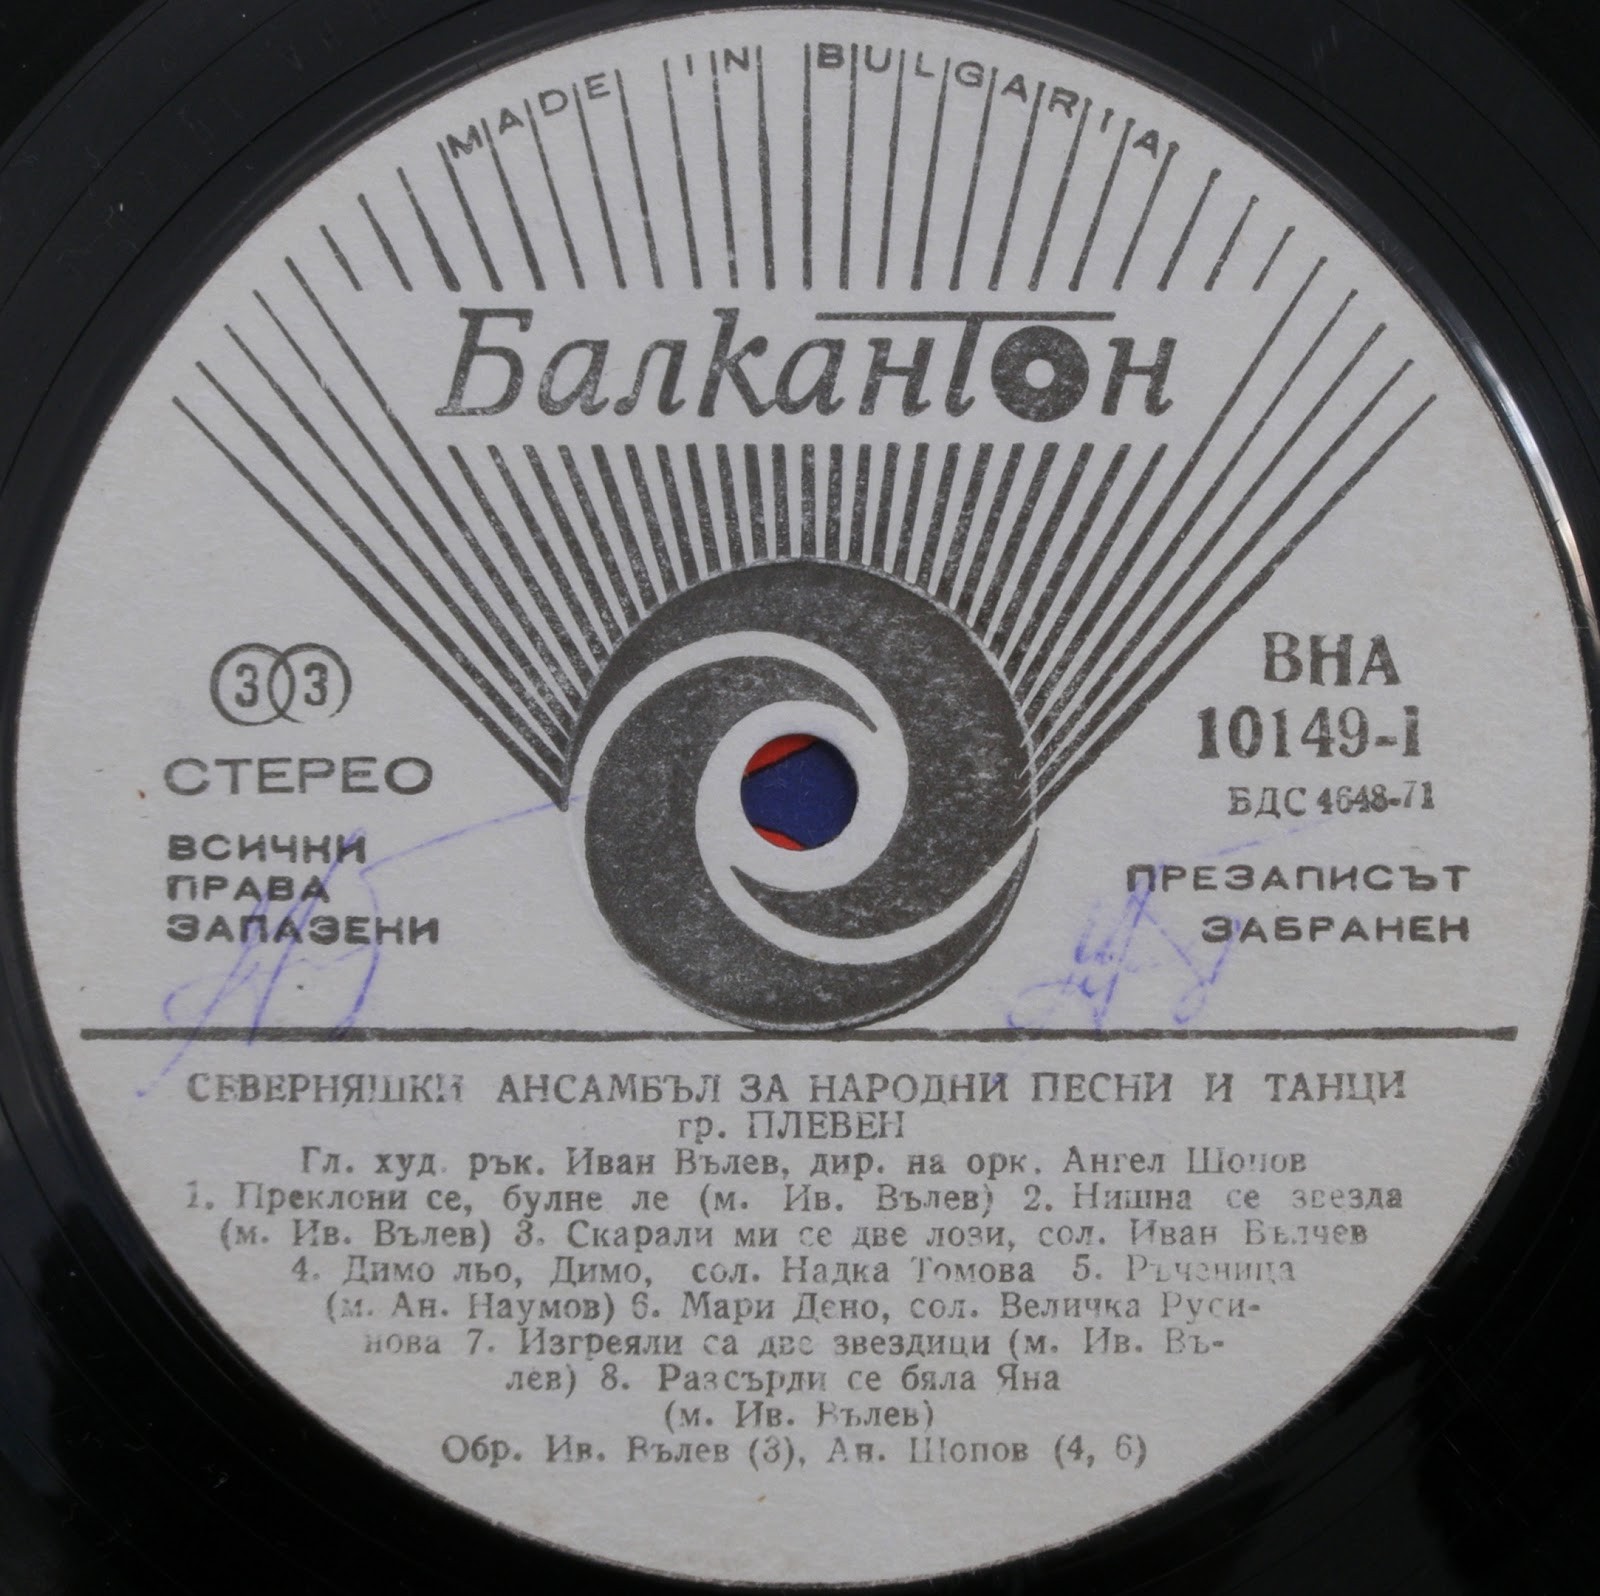 MADE IN BULGARIA
Балкантон
33
СТЕРЕО
ВСИЧКИ
ПРАВА
ЗАПАЗЕНИ
ВНА
10149-I
БДС 4648-71
ПРЕЗАПИСЪТ
ЗАБРАНЕН
СЕВЕРНЯШКИ АНСАМБЪЛ ЗА НАРОДНИ ПЕСНИ И ТАНЦИ
гр. ПЛЕВЕН
Гл. худ. рък. Иван Вълев, дир. на орк. Ангел Шопов
1. Преклони се, булне ле (м. Ив. Вълев) 2. Нишна се звезда
(м. Ив. Вълев) 3. Скарали ми се две лози, сол. Иван Вълчев
4. Димо льо, Димо, сол. Надка Томова 5. Ръченица
(м. Ан. Наумов) 6. Мари Дено, сол. Величка Руси-
нова 7. Изгреяли са две звездици (м. Ив. Въ-
лев) 8. Разсърди се бяла Яна
(м. Ив. Вълев)
Обр. Ив. Вълев (3), Ан. Шопов (4, 6)